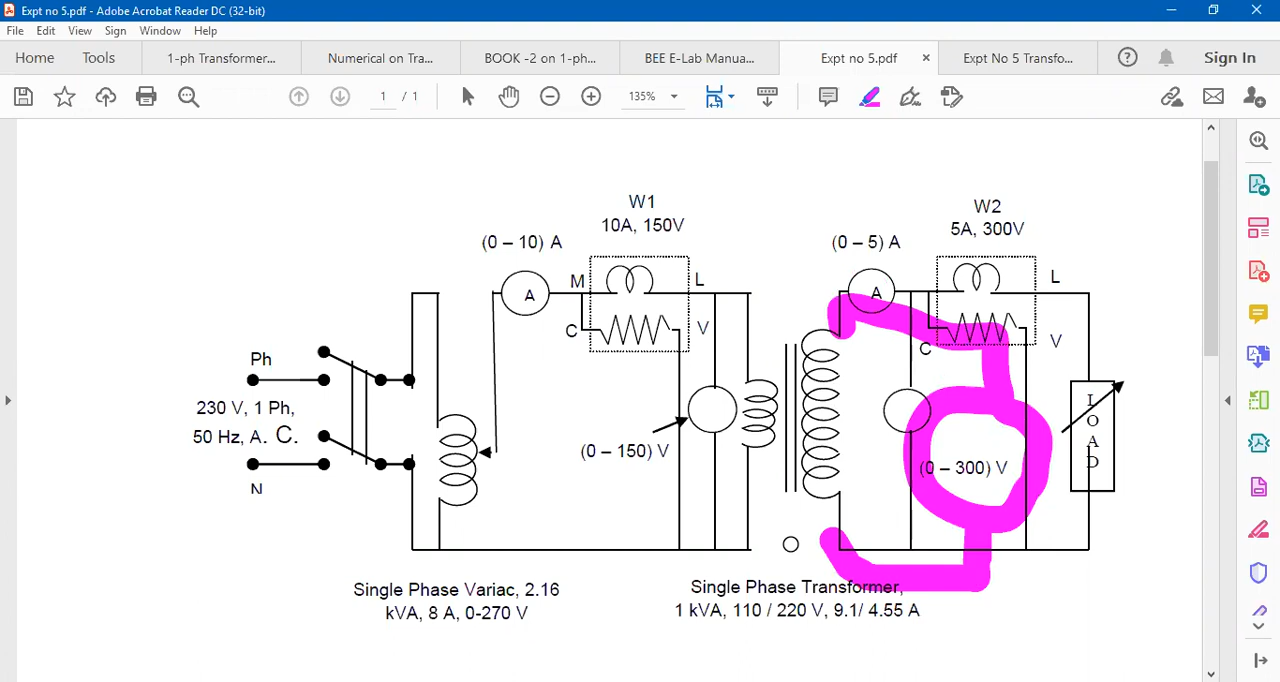 Expt no 5.pdf - Adobe Acrobat Reader DC (32-bit)
File Edit View Sign Window Help
Home Tools 1-ph Transformer... Numerical on Tra... BOOK -2 on 1-ph... BEE E-Lab Manua... Expt no 5.pdf × Expt No 5 Transfo... Sign In
1 / 1 135%
W1
10A, 150V
W2
5A, 300V
(0 – 10) A
(0 – 5) A
A M L
C V
A L
C V
Ph
230 V, 1 Ph,
50 Hz, A. C.
N
(0 – 150) V
(0 – 300) V
LOAD
Single Phase Variac, 2.16
kVA, 8 A, 0-270 V
Single Phase Transformer,
1 kVA, 110 / 220 V, 9.1/ 4.55 A